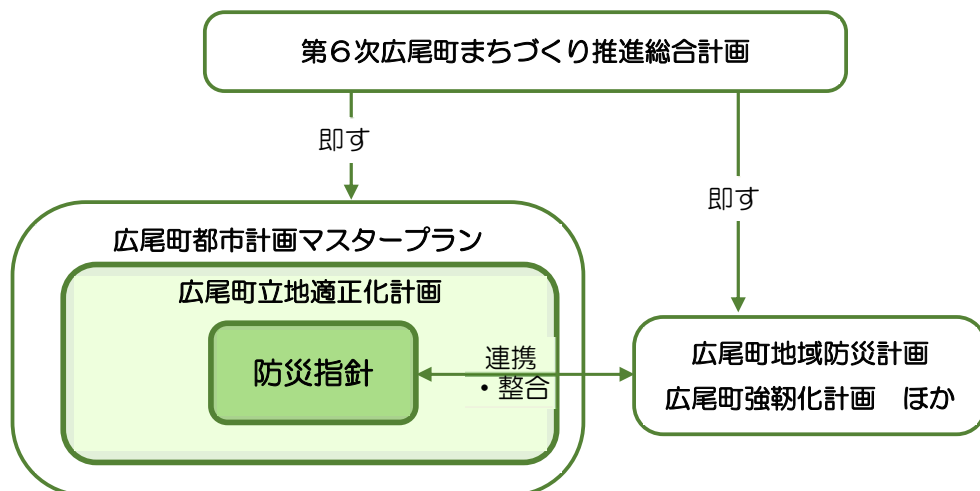 第６次広尾町まちづくり推進総合計画
即す
即す
広尾町都市計画マスタープラン
広尾町立地適正化計画
防災指針
連携
・整合
広尾町地域防災計画
広尾町強靭化計画　ほか